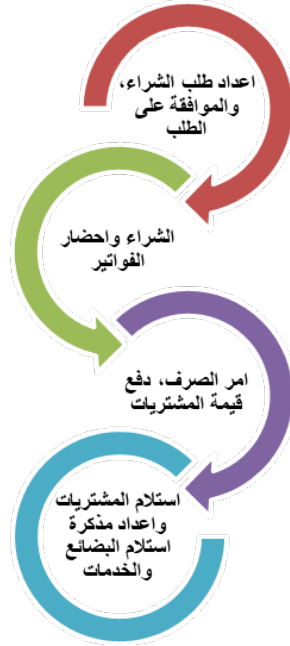 اعداد طلب الشراء،
والموافقة على
الطلب
الشراء واحضار
الفواتير
امر الصرف، دفع
قيمة المشتريات
استلام المشتريات
واعداد مذكرة
استلام البضائع
والخدمات